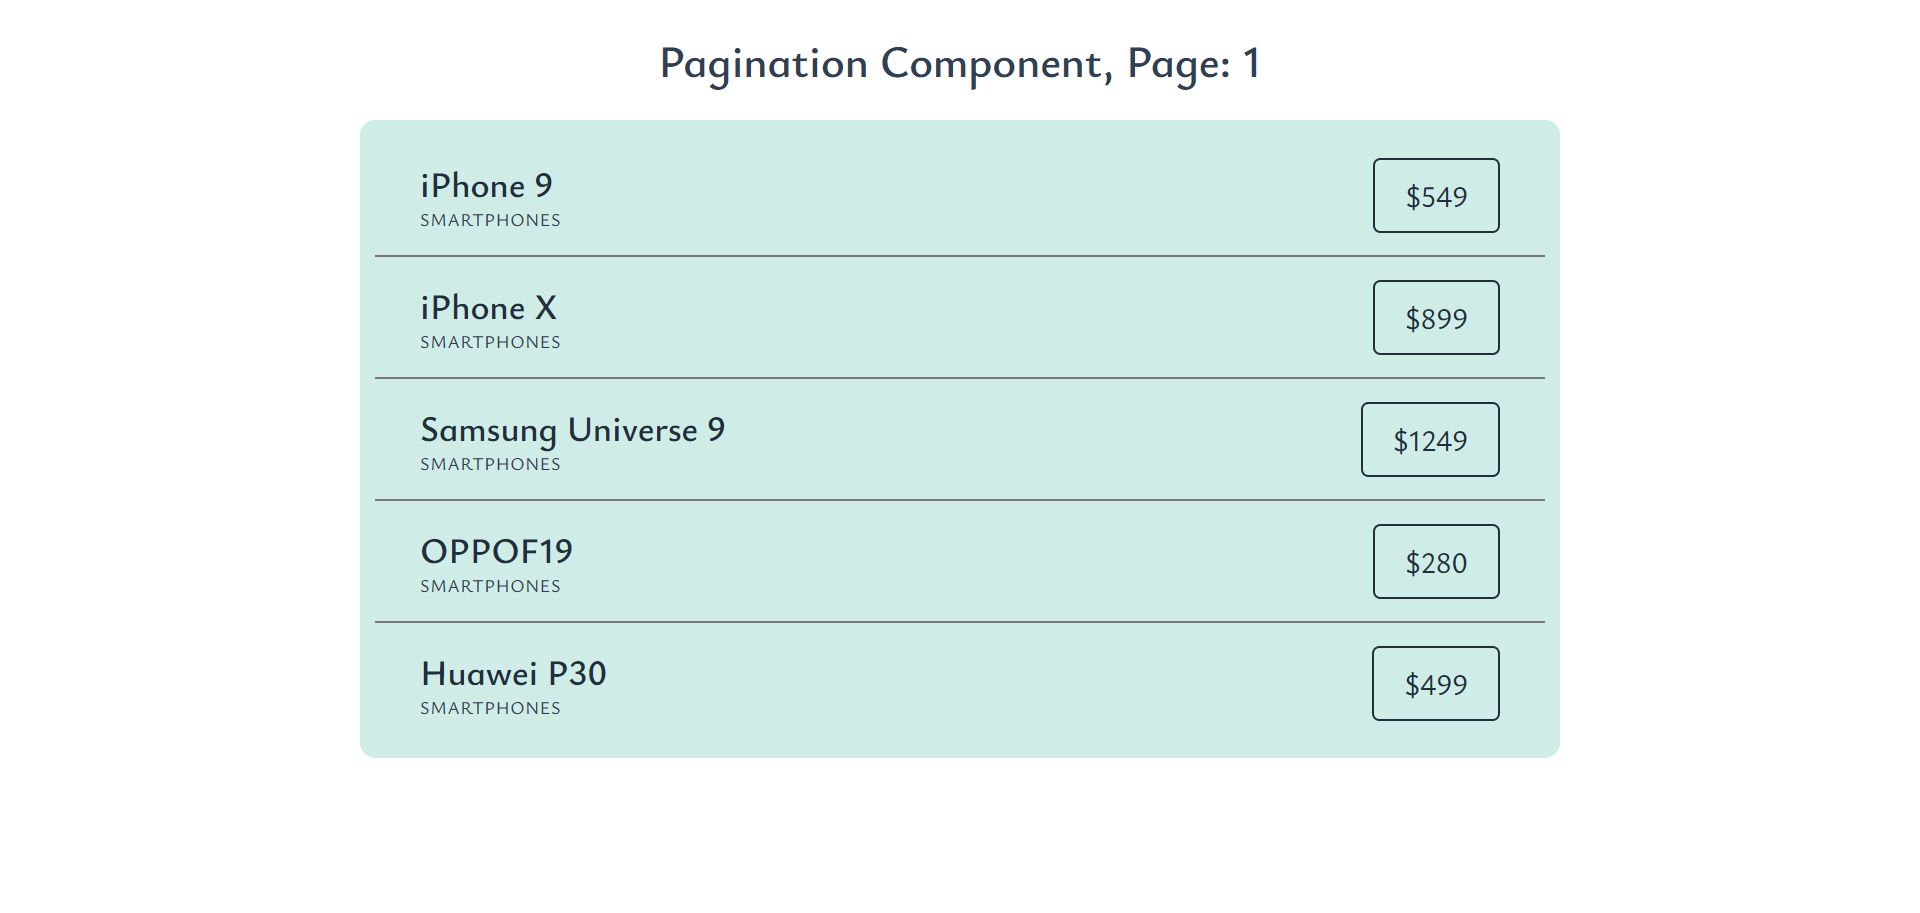 Pagination Component, Page: 1
iPhone 9
SMARTPHONES
$549
iPhone X
SMARTPHONES
$899
Samsung Universe 9
SMARTPHONES
$1249
OPPOF19
SMARTPHONES
$280
Huawei P30
SMARTPHONES
$499